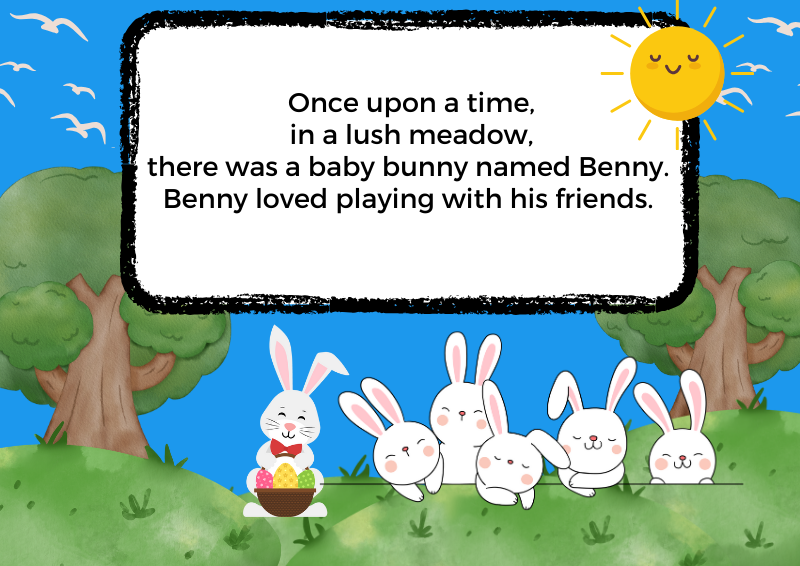 Once upon a time,
in a lush meadow,
there was a baby bunny named Benny.
Benny loved playing with his friends.